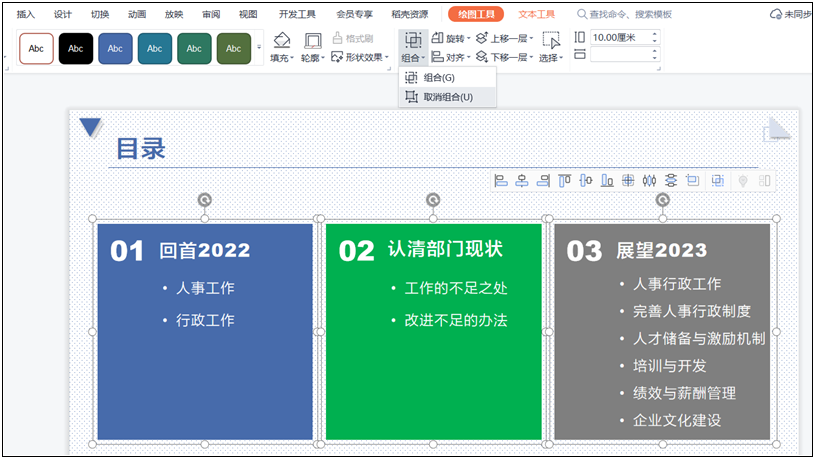 插入 设计 切换 动画 放映 审阅 视图 开发工具 会员专享 稻壳资源 绘图工具 文本工具 查找命令、搜索模板 未同步
Abc Abc Abc Abc Abc Abc
填充 轮廓 格式刷 形状效果 组合 旋转 对齐 上移一层 下移一层 选择 10.00厘米
组合(G)
取消组合(U)
目录
01 回首2022
• 人事工作
• 行政工作
02 认清部门现状
• 工作的不足之处
• 改进不足的办法
03 展望2023
• 人事行政工作
• 完善人事行政制度
• 人才储备与激励机制
• 培训与开发
• 绩效与薪酬管理
• 企业文化建设